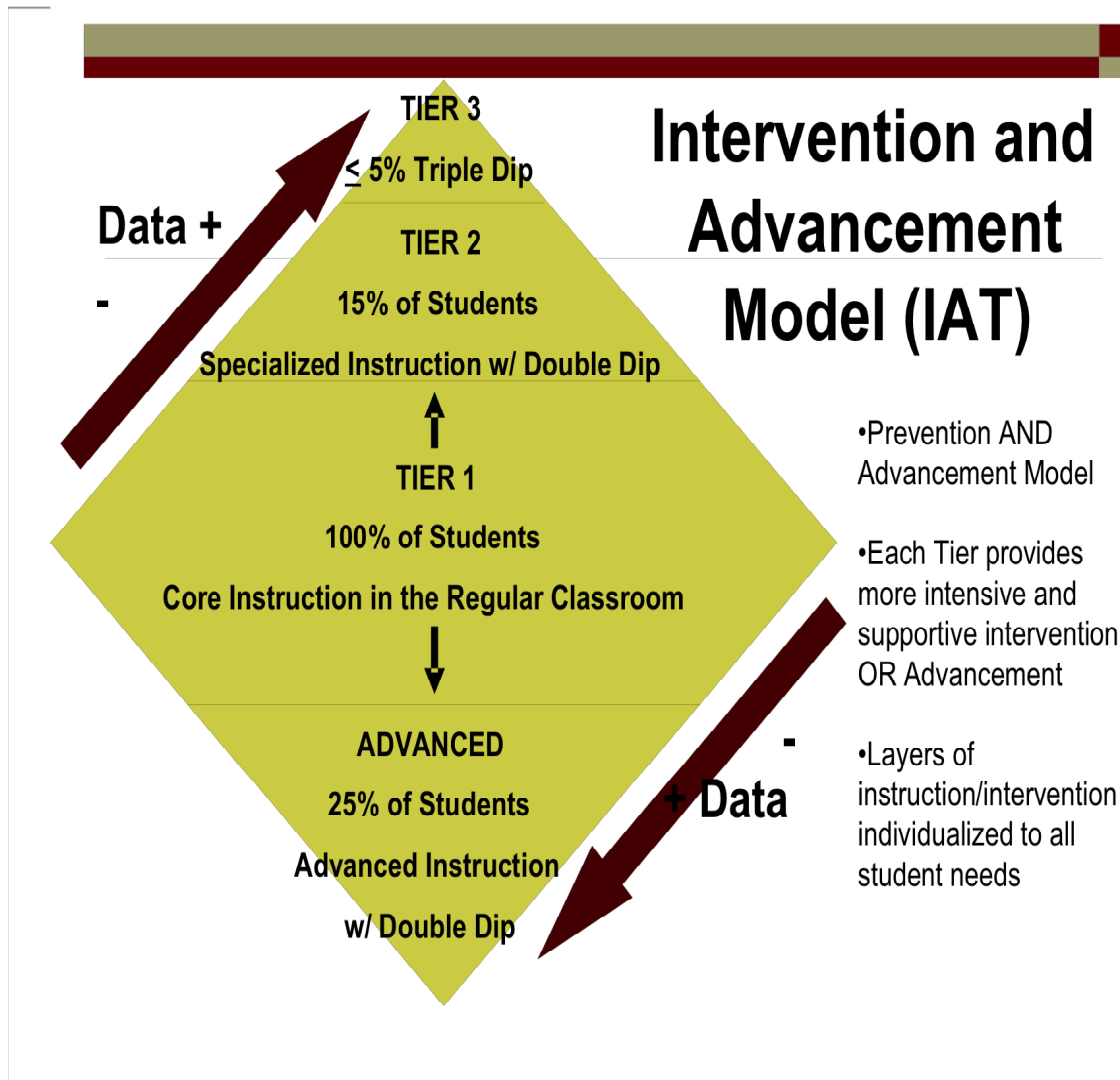 Intervention and
Advancement
Model (IAT)
TIER 3
≤ 5% Triple Dip
Data +
-
TIER 2
15% of Students
Specialized Instruction w/ Double Dip
TIER 1
100% of Students
Core Instruction in the Regular Classroom
ADVANCED
25% of Students
Advanced Instruction
w/ Double Dip
-
+ Data
•Prevention AND
Advancement Model
•Each Tier provides
more intensive and
supportive intervention
OR Advancement
•Layers of
instruction/intervention
individualized to all
student needs